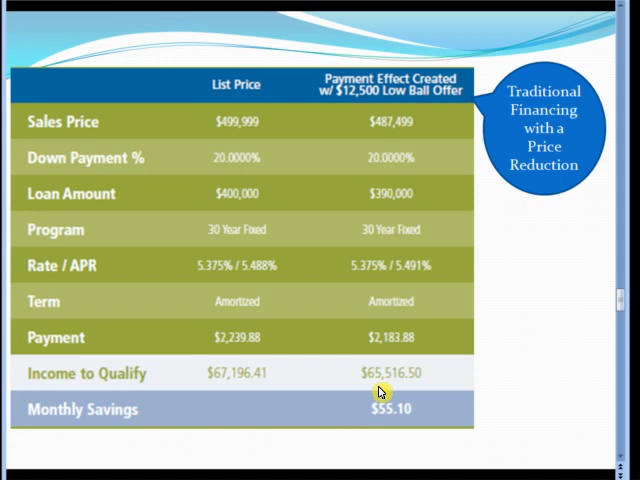 List Price
Payment Effect Created
w/ $12,500 Low Ball Offer
Sales Price $499,999 $487,499
Down Payment % 20.0000% 20.0000%
Loan Amount $400,000 $390,000
Program 30 Year Fixed 30 Year Fixed
Rate / APR 5.375% / 5.488% 5.375% / 5.491%
Term Amortized Amortized
Payment $2,239.88 $2,183.88
Income to Qualify $67,196.41 $65,516.50
Monthly Savings $55.10
Traditional
Financing
with a
Price
Reduction